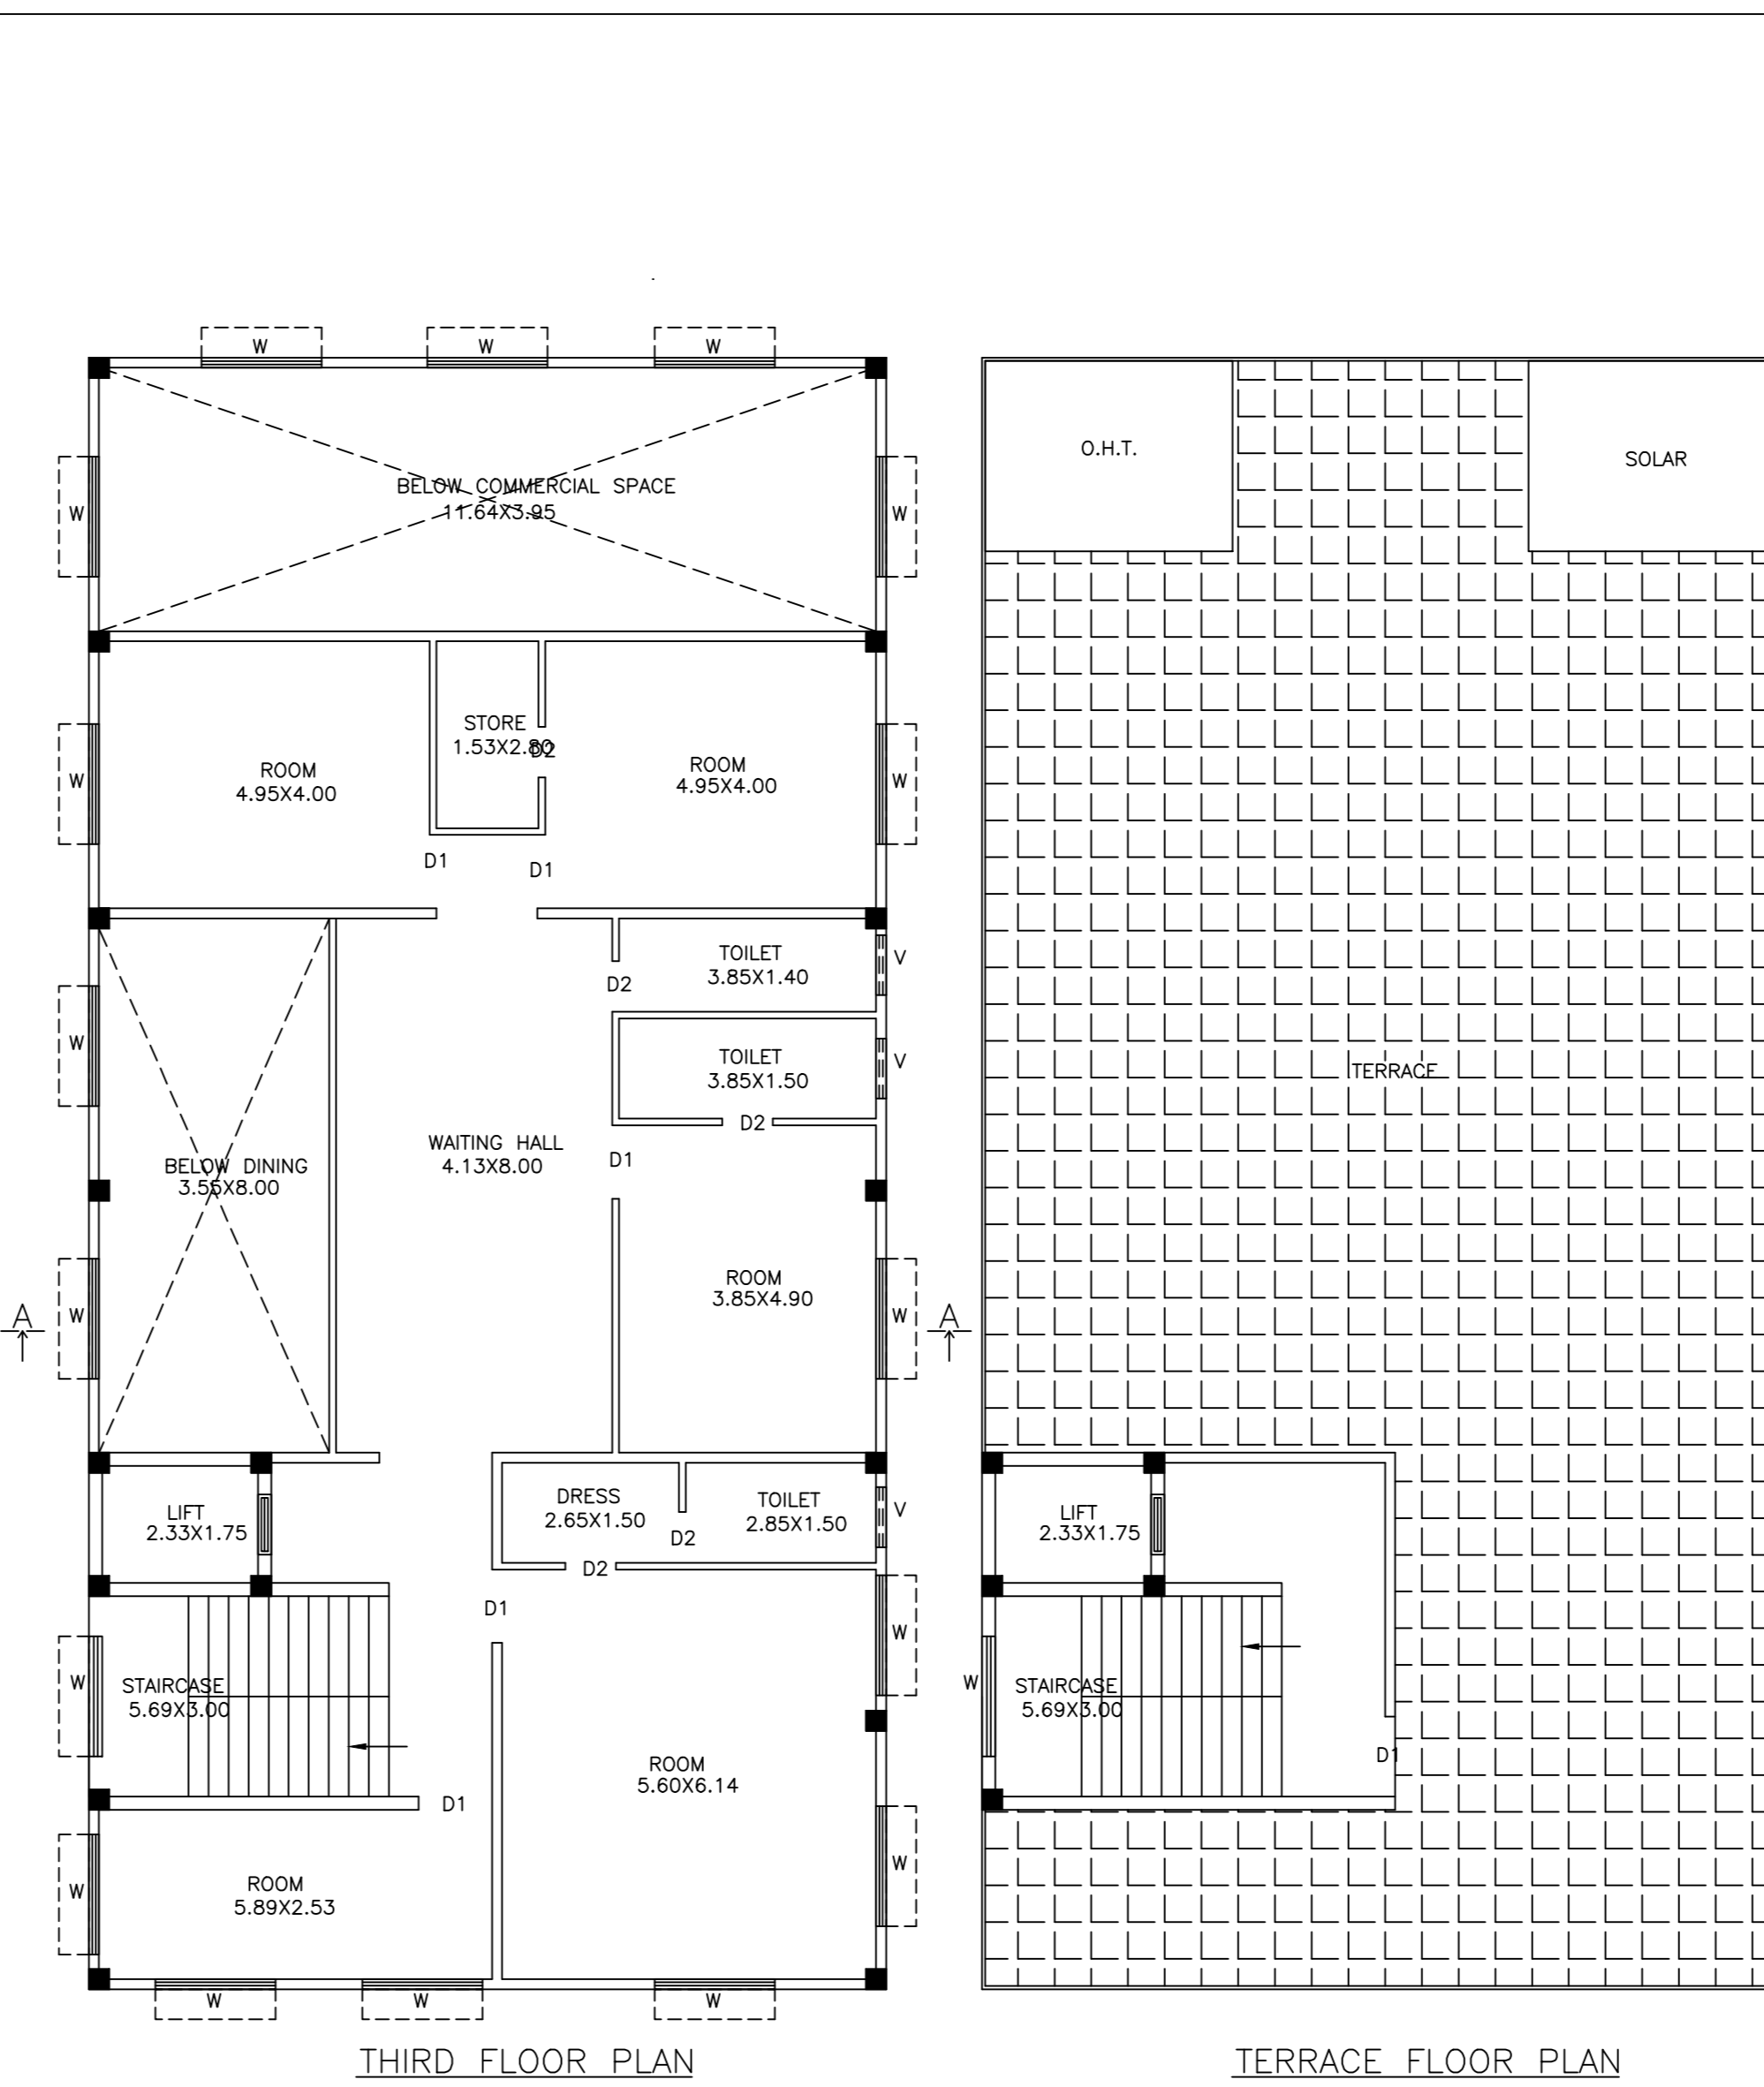 W W W
W BELOW COMMERCIAL SPACE W
11.64X3.95
STORE
1.53X2.80
D2
ROOM
4.95X4.00
ROOM
4.95X4.00
W W
D1 D1
TOILET
3.85X1.40
V
D2
TOILET
3.85X1.50
V
W
D2
WAITING HALL
4.13X8.00
D1
BELOW DINING
3.55X8.00
ROOM
3.85X4.90
A W W A
LIFT
2.33X1.75
DRESS
2.65X1.50
TOILET
2.85X1.50
V
D2
D2
D1
W
W STAIRCASE
5.69X3.00
ROOM
5.60X6.14
D1
W
W ROOM
5.89X2.53
W W W
THIRD FLOOR PLAN
O.H.T.
SOLAR
TERRACE
LIFT
2.33X1.75
W STAIRCASE
5.69X3.00
D1
TERRACE FLOOR PLAN